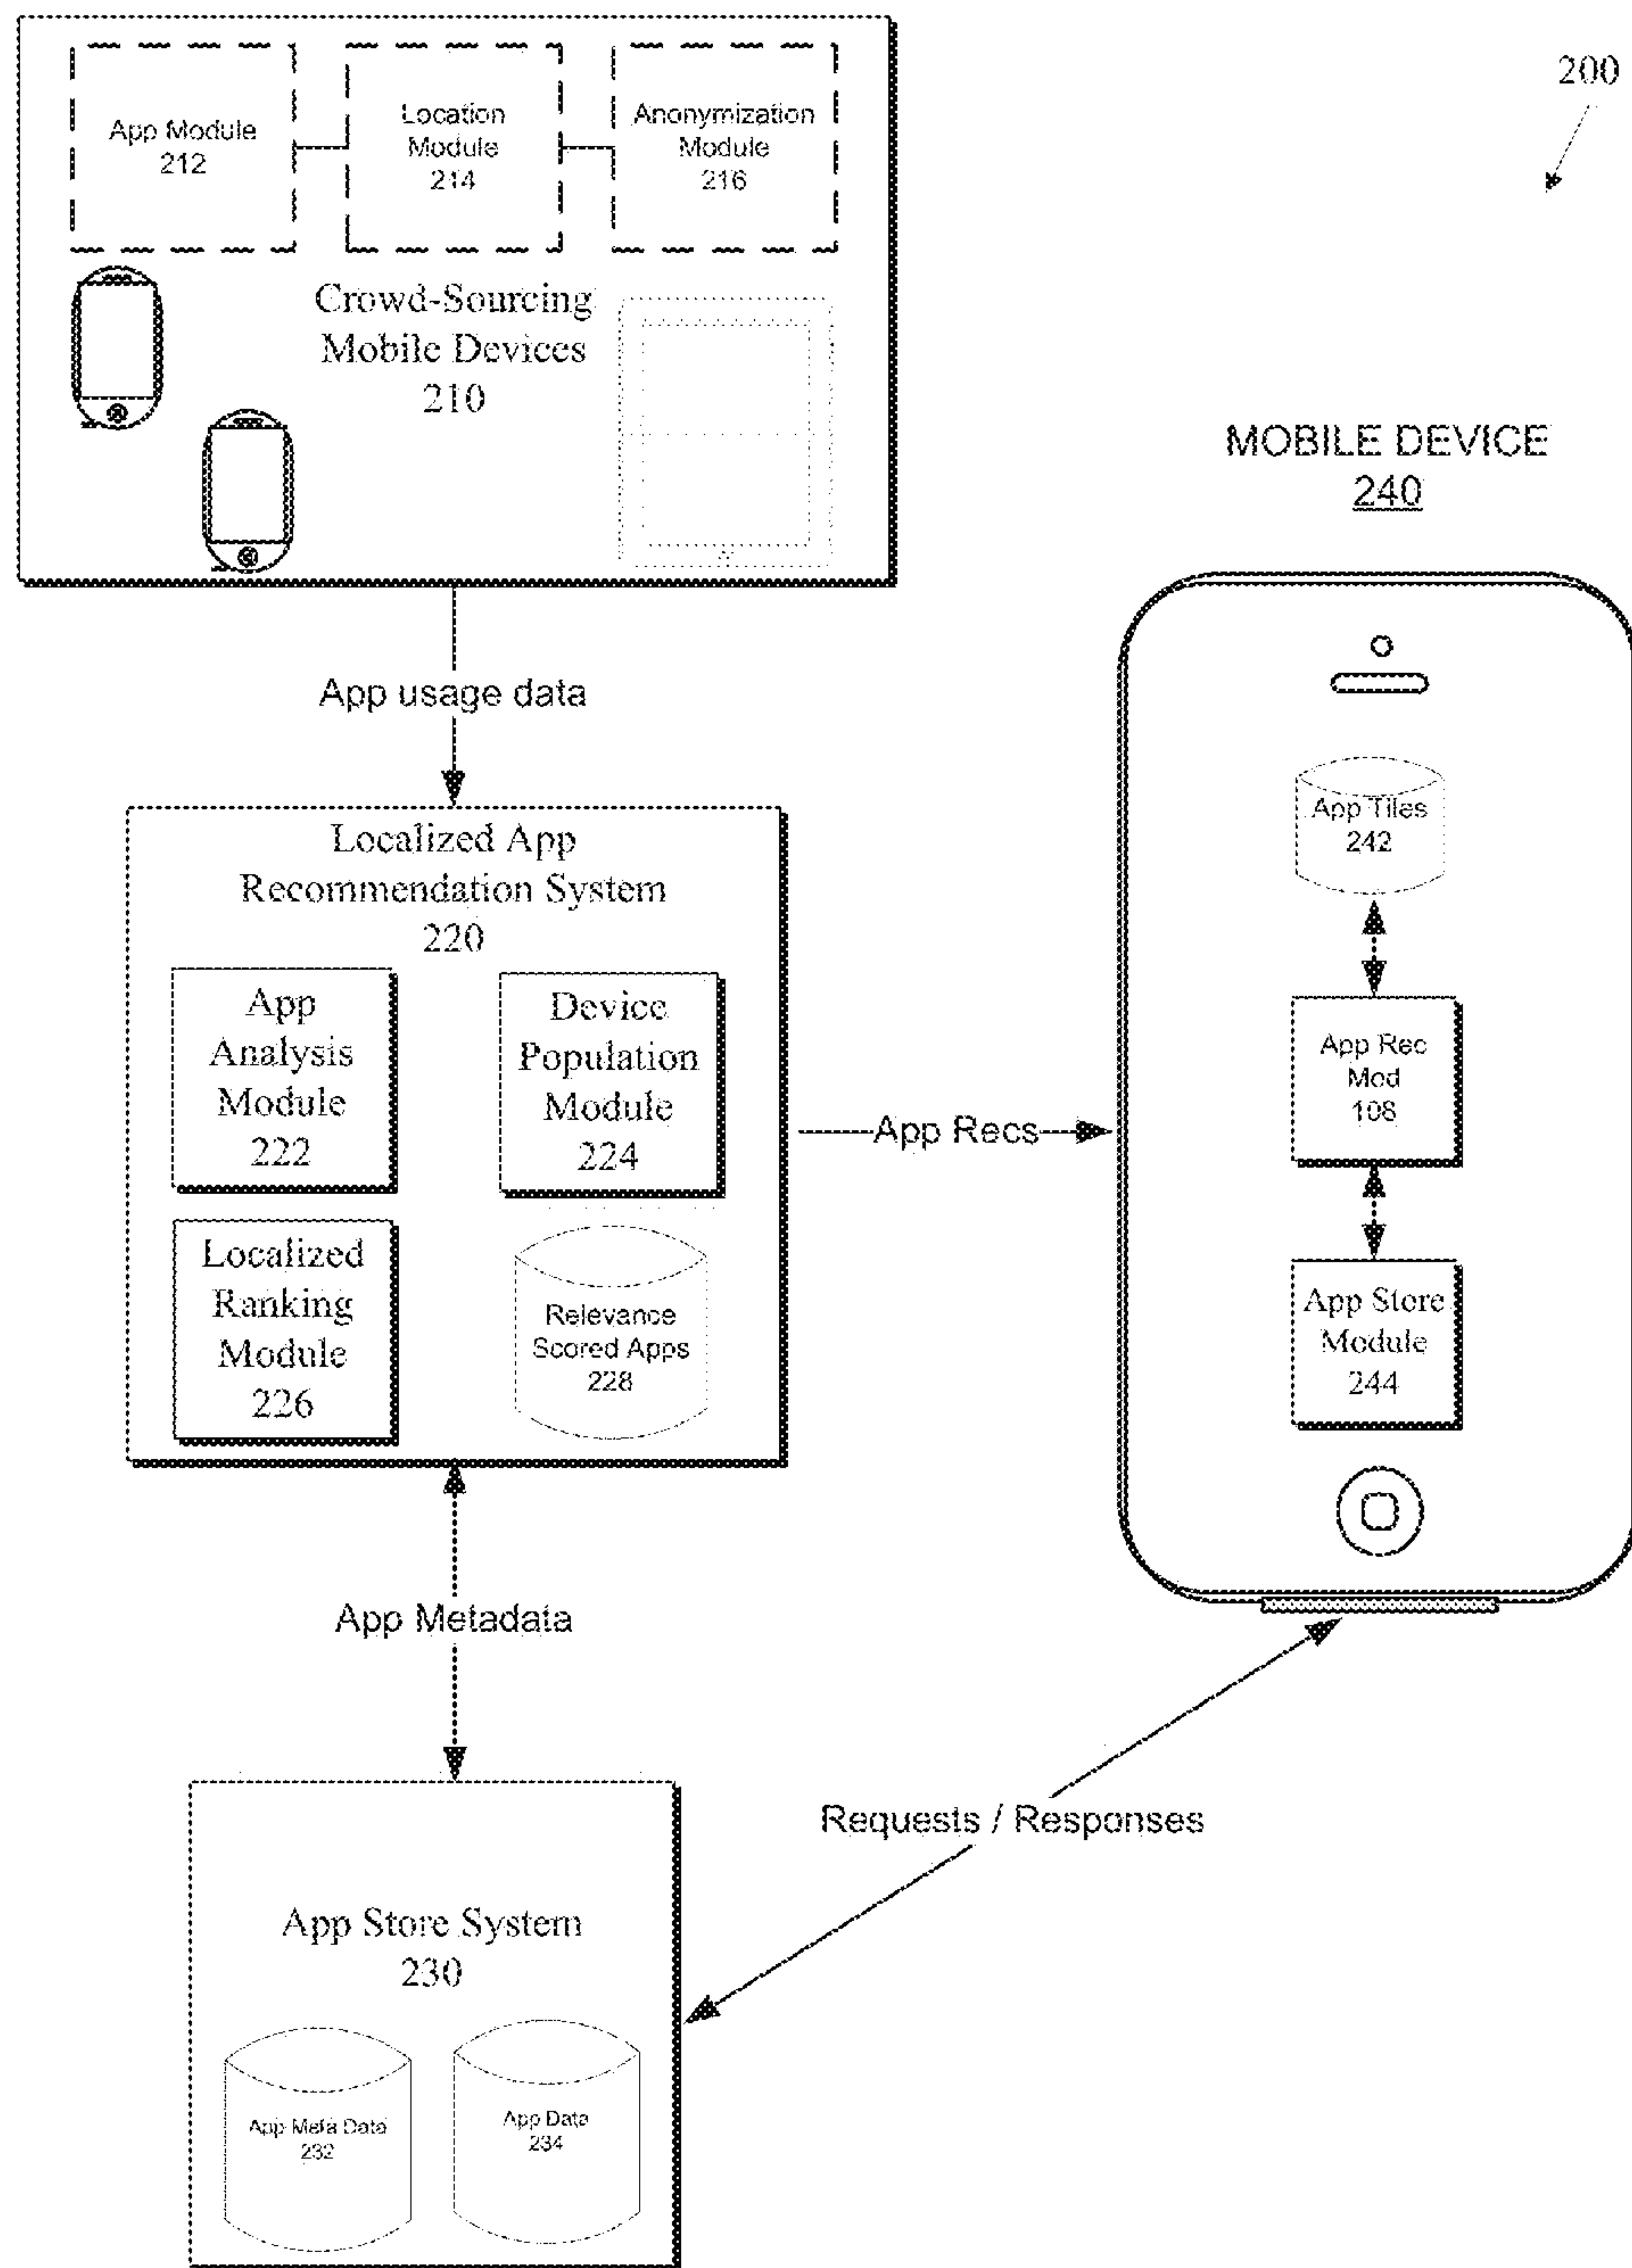 200
App Module
212
Location
Module
214
Anonymization
Module
216
Crowd-Sourcing
Mobile Devices
210
MOBILE DEVICE
240
App usage data
App Tiles
242
Localized App
Recommendation System
220
App
Analysis
Module
222
Device
Population
Module
224
App Rec
Mod
108
App Recs
Localized
Ranking
Module
226
Relevance
Scored Apps
228
App Store
Module
244
App Metadata
Requests / Responses
App Store System
230
App Meta Data
232
App Data
234